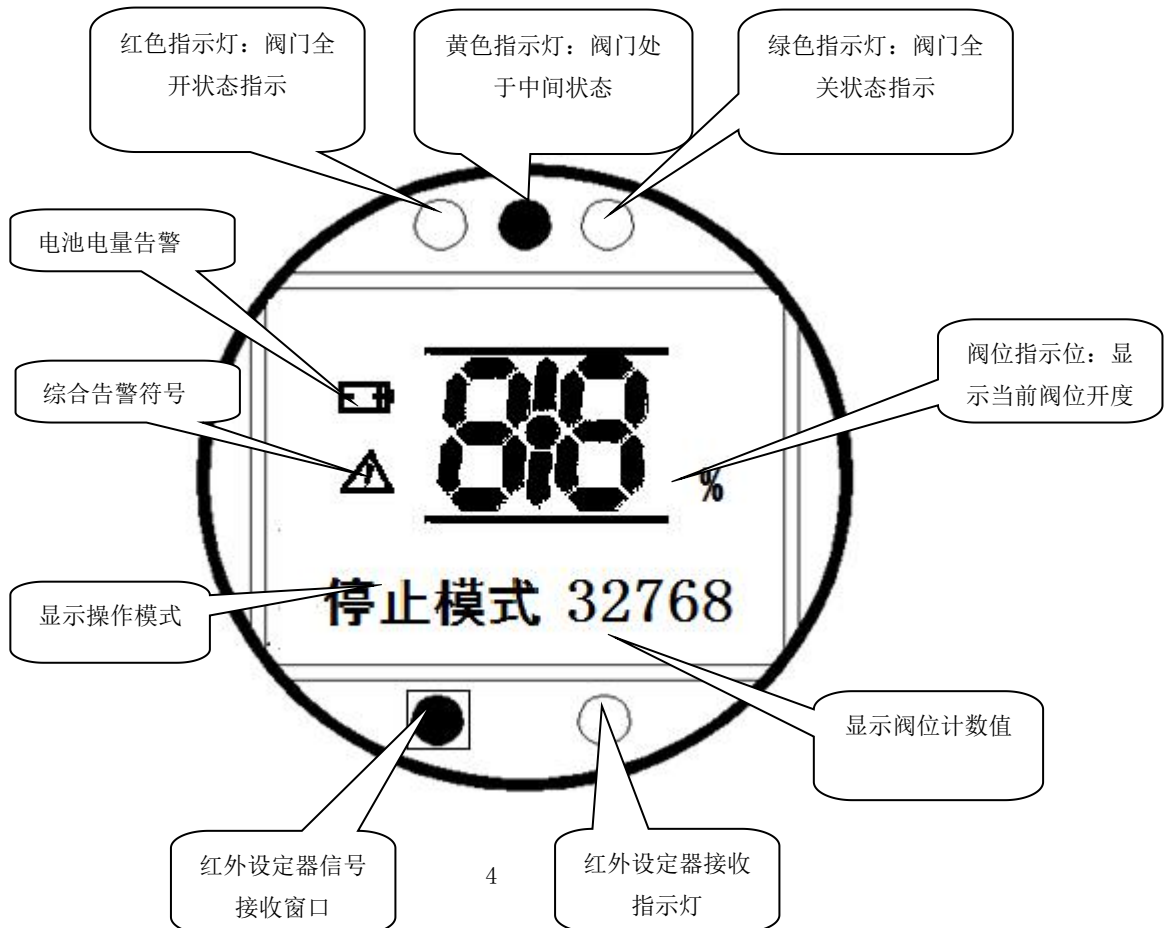 红色指示灯：阀门全
开状态指示
黄色指示灯：阀门处
于中间状态
绿色指示灯：阀门全
关状态指示
电池电量告警
综合告警符号
阀位指示位：显
示当前阀位开度
8.8
%
显示操作模式
停止模式 32768
显示阀位计数值
红外设定器信号
接收窗口
4
红外设定器接收
指示灯